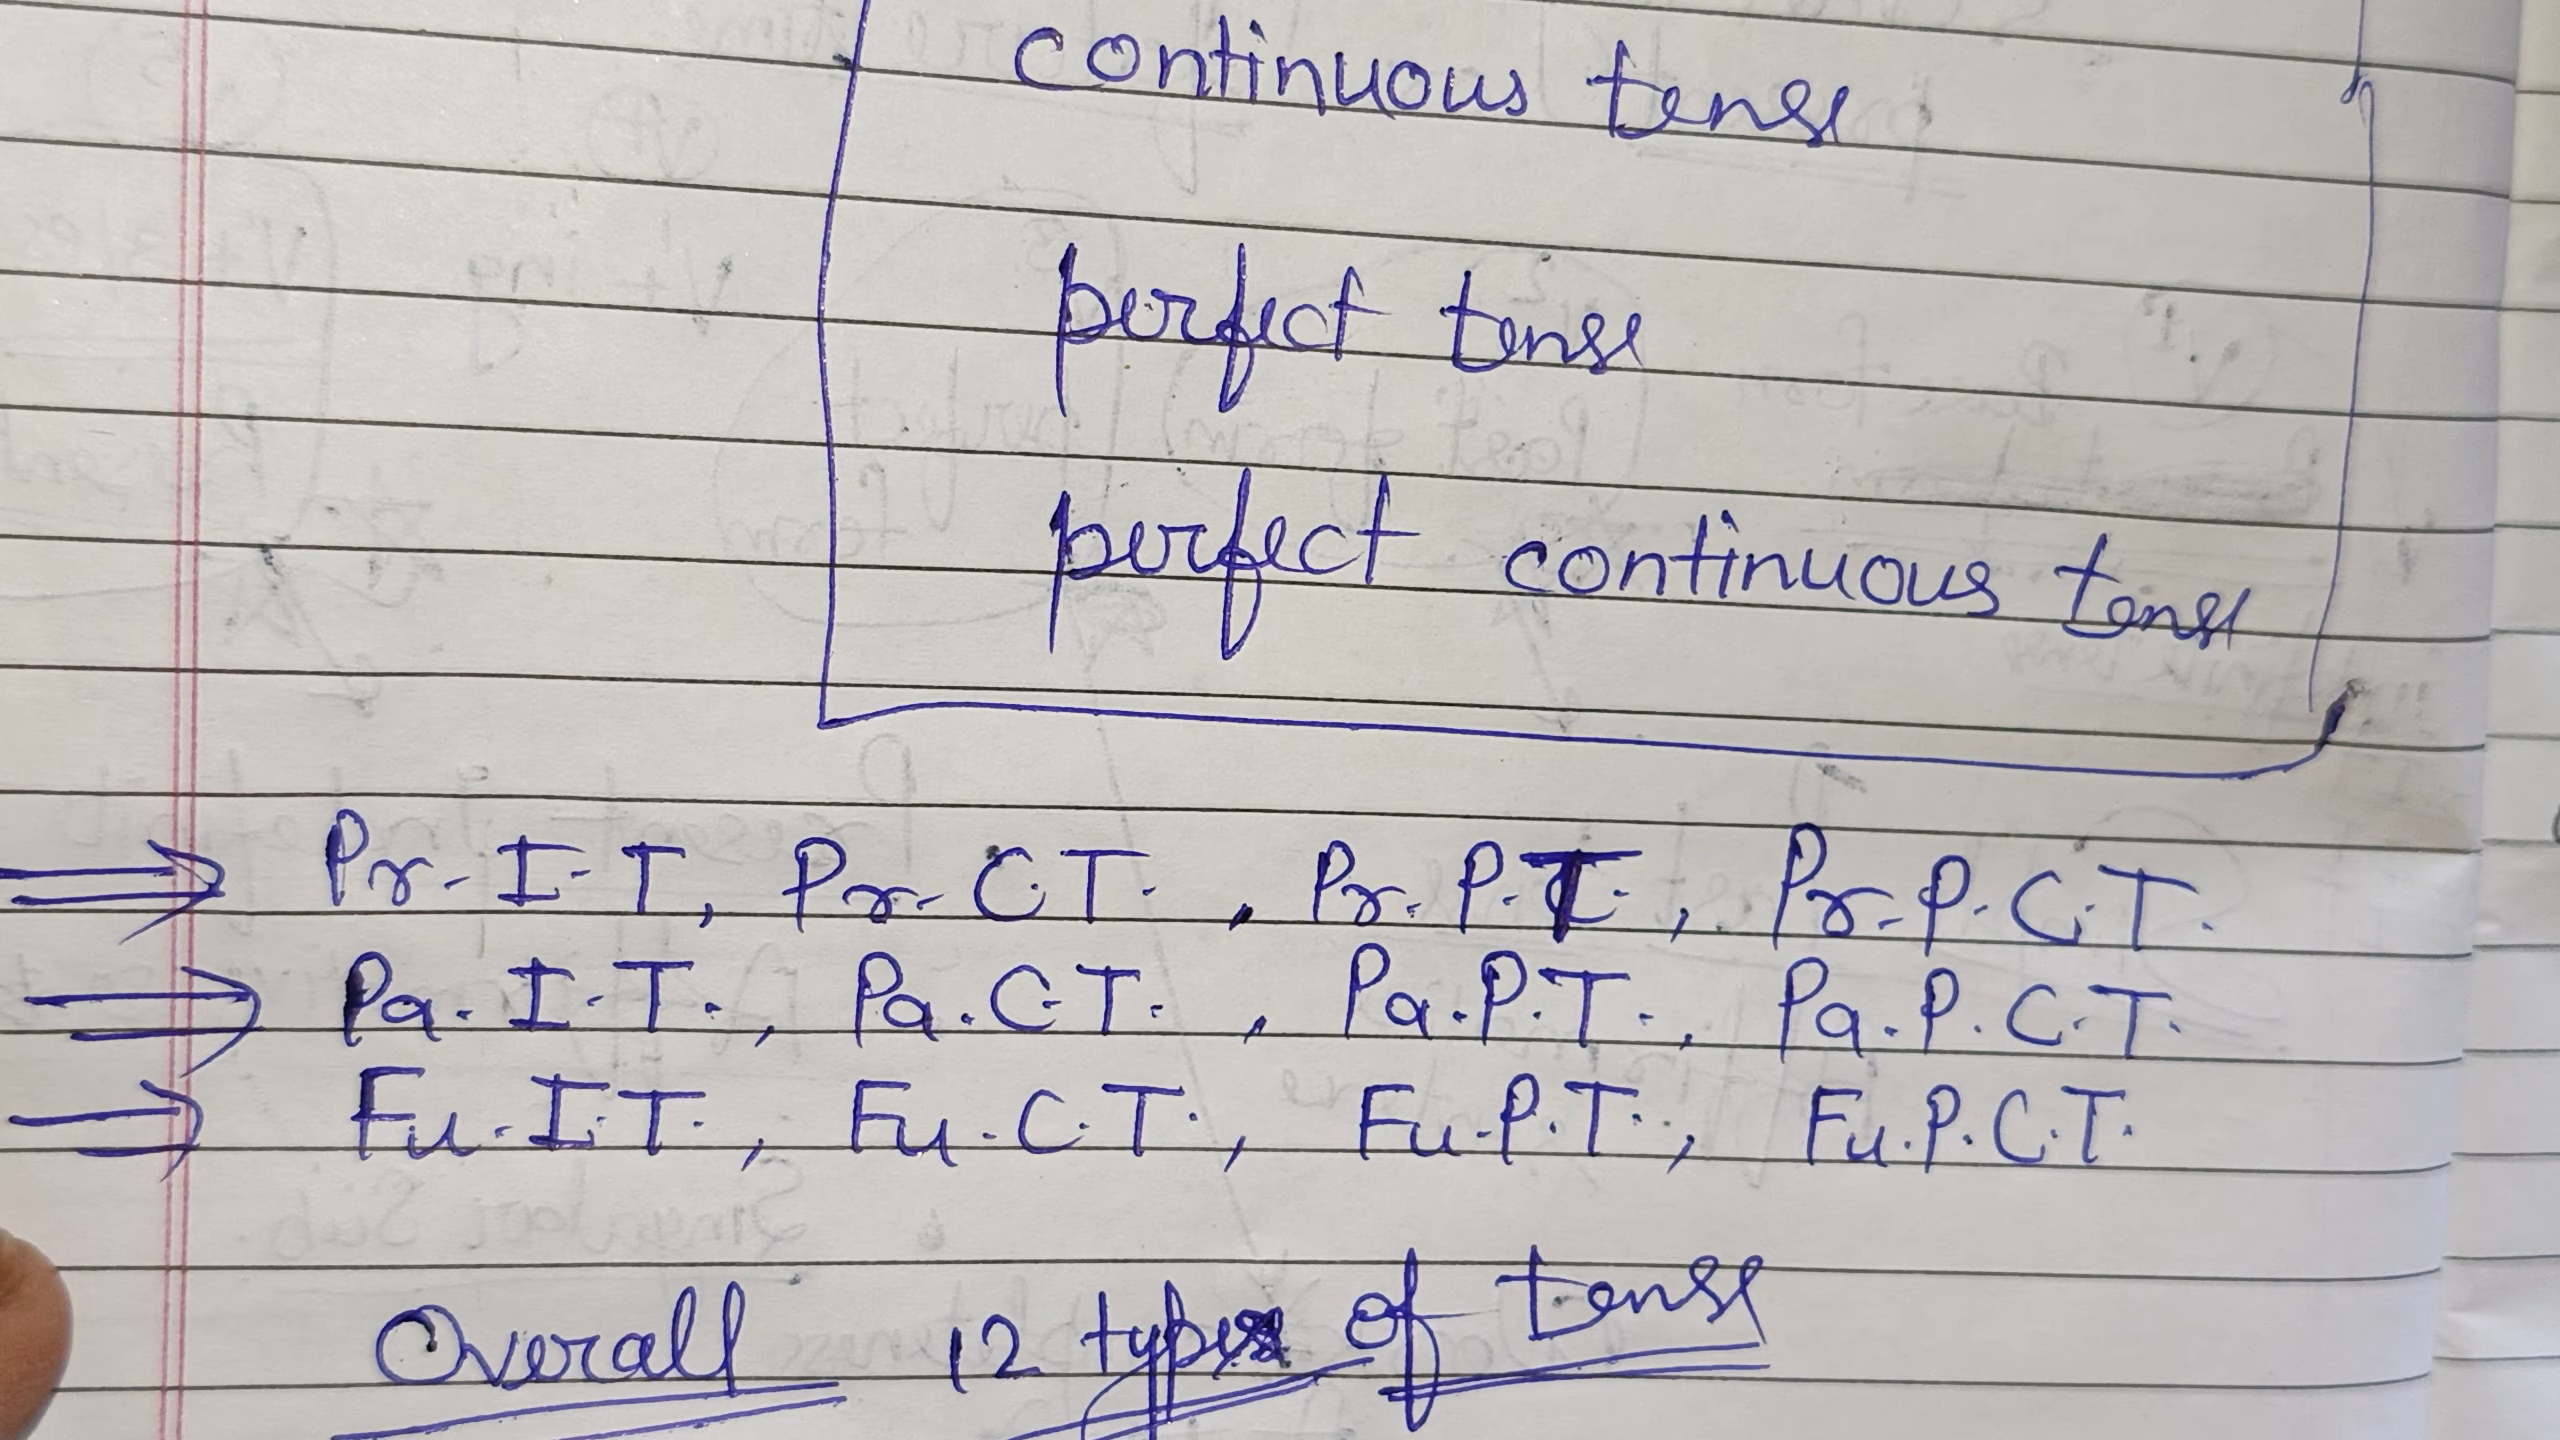 continuous tense
perfect tense
perfect continuous tense
⇒ Pr. I. T, Pr. C. T. , Pr. P. T. , Pr. P. C. T.
⇒ Pa. I. T. , Pa. C. T. , Pa. P. T. , Pa. P. C. T.
⇒ Fu. I. T. , Fu. C. T. , Fu. P. T. , Fu. P. C. T.
Overall 12 types of tense